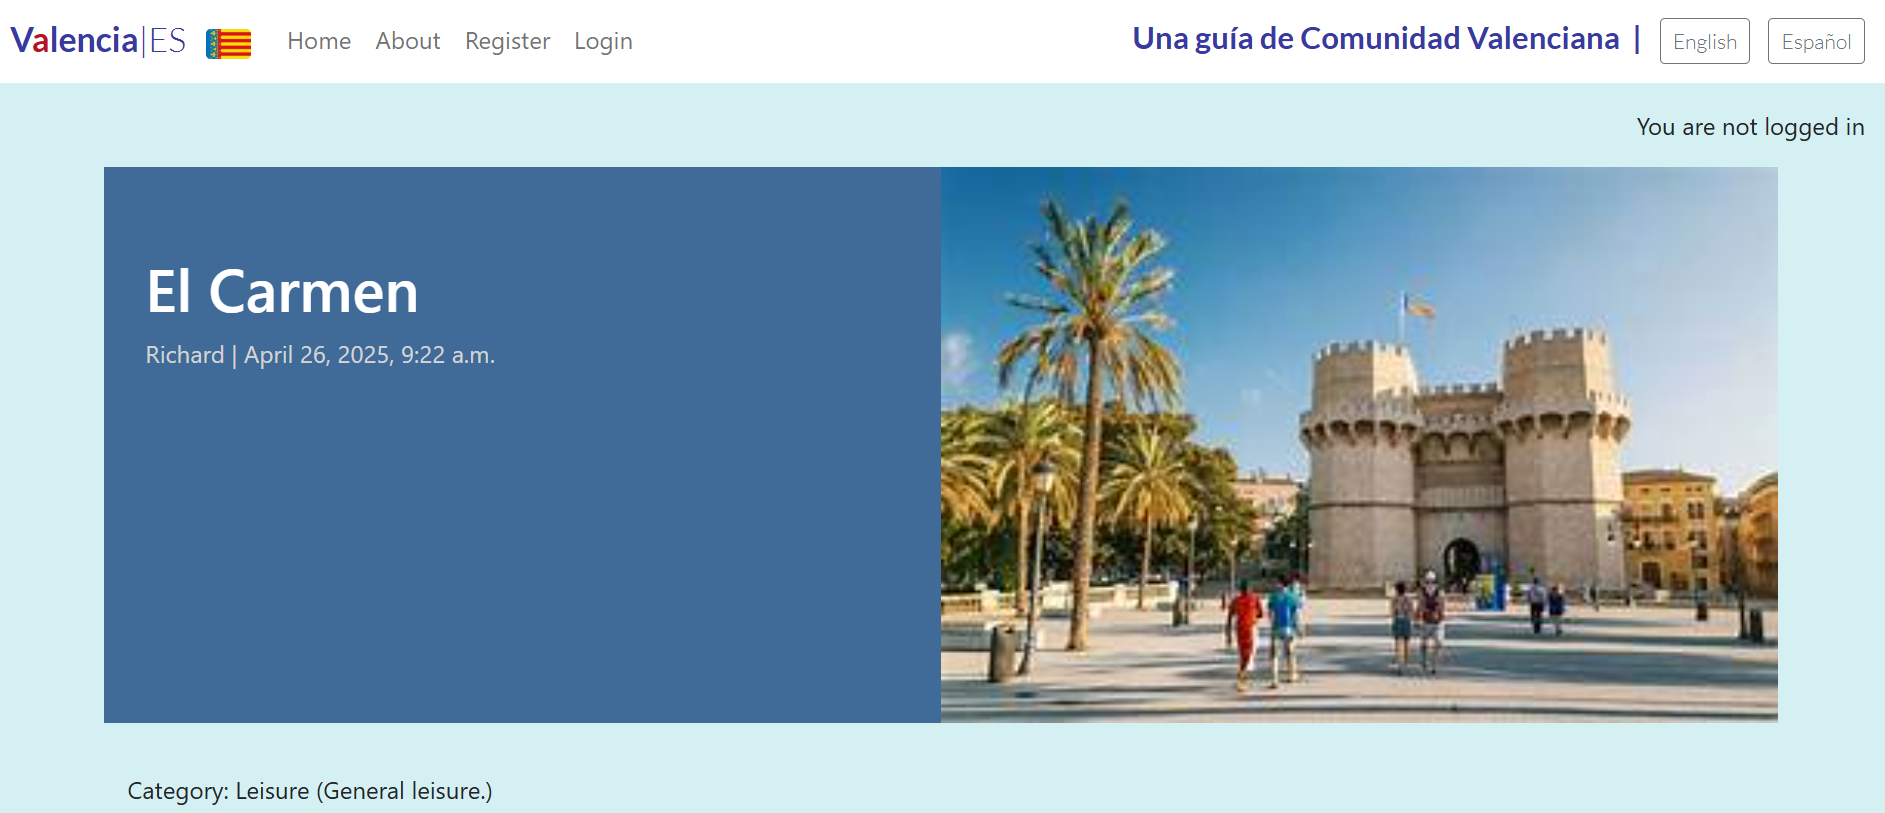 Valencia|ES Home About Register Login Una guía de Comunidad Valenciana | English Español
You are not logged in
El Carmen
Richard | April 26, 2025, 9:22 a.m.
Category: Leisure (General leisure.)